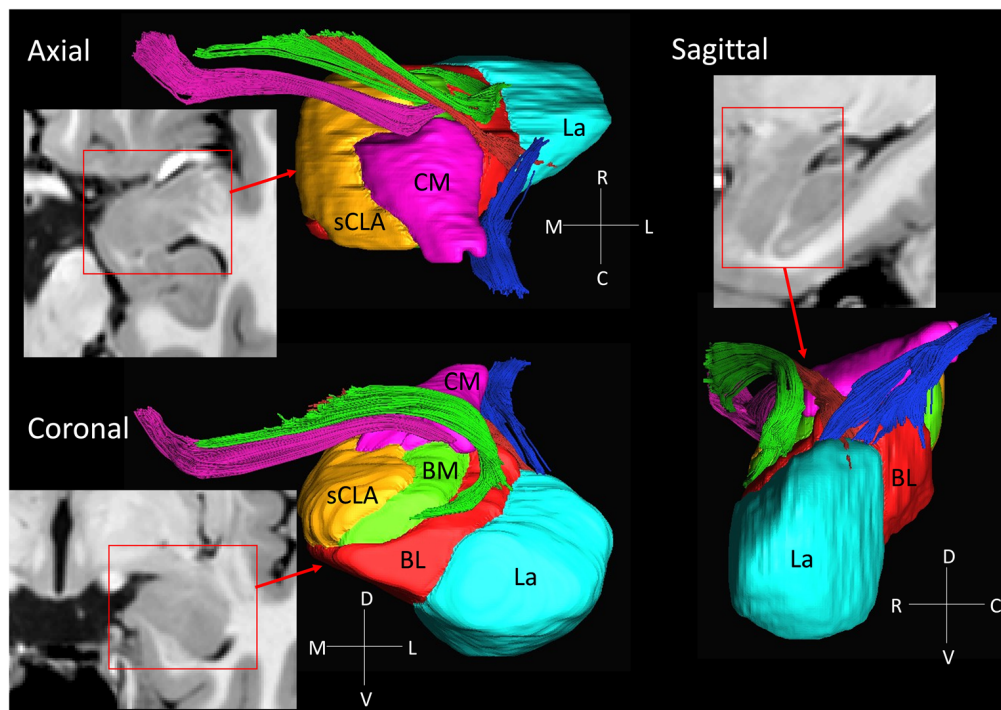 Axial
Sagittal
La
CM
sCLA
R
M L
C
Coronal
CM
BM
sCLA
BL
La
D
M L
V
BL
La
D
R C
V